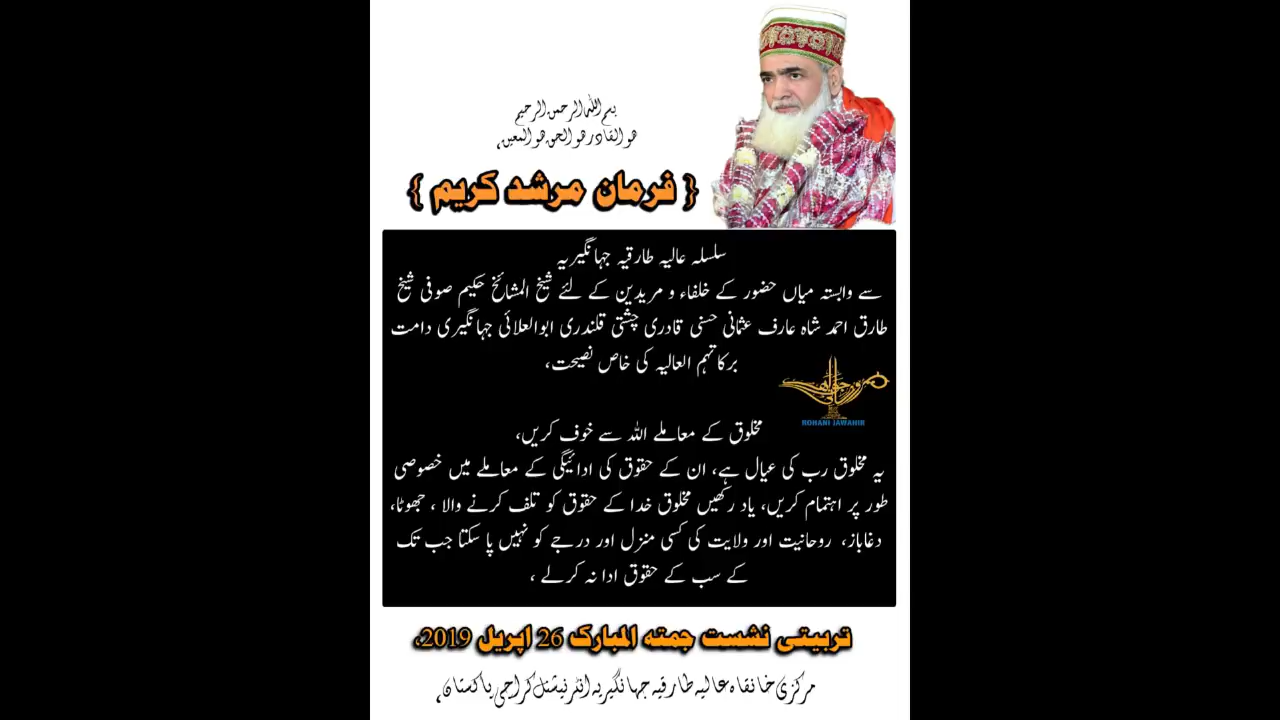 بسم اللہ الرحمن الرحیم
ھو القادر ھو الحق ھو المعین،
{ فرمان مرشد کریم }
سلسلہ عالیہ طارقیہ جہانگیریہ
سے وابستہ میاں حضور کے خلفاء و مریدین کے لئے شیخ المشائخ حکیم صوفی شیخ
طارق احمد شاہ عارف عثمانی حسنی قادری چشتی قلندری ابوالعلائی جہانگیری دامت
برکاتہم العالیہ کی خاص نصیحت،
ROHANI JAWAHIR
مخلوق کے معاملے اللہ سے خوف کریں،
یہ مخلوق رب کی عیال ہے، ان کے حقوق کی ادائیگی کے معاملے میں خصوصی
طور پر اہتمام کریں، یاد رکھیں مخلوق خدا کے حقوق کو تلف کرنے والا ، جھوٹا،
دغاباز، روحانیت اور ولایت کی کسی منزل اور درجے کو نہیں پا سکتا جب تک
کے سب کے حقوق ادا نہ کرلے ،
تربیتی نشست جمتہ المبارک 26 اپریل 2019،
مرکزی خانقاہ عالیہ طارقیہ جہانگیریہ انٹرنیشنل کراچی پاکستان،